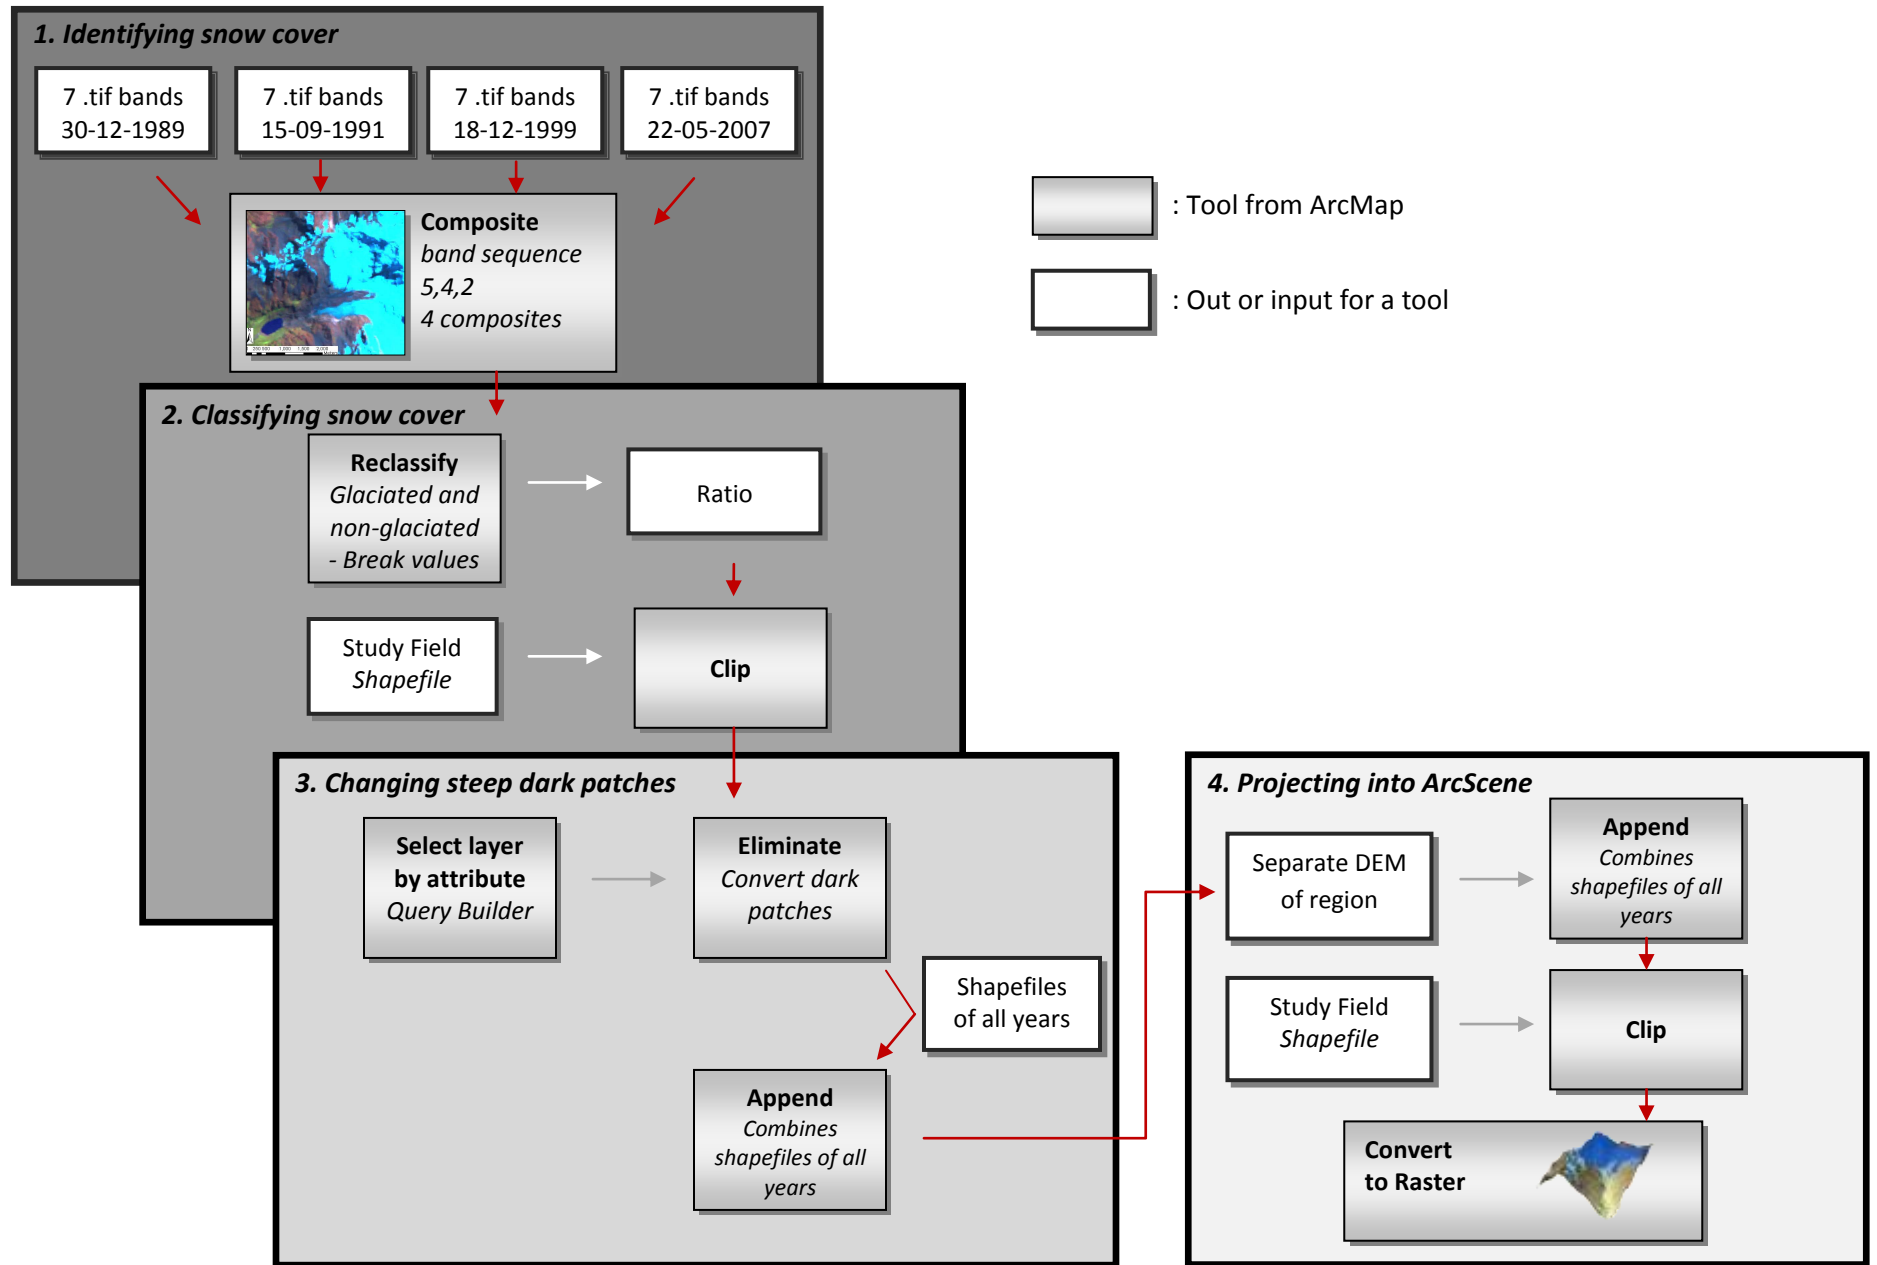 1. Identifying snow cover
7 .tif bands
30-12-1989
7 .tif bands
15-09-1991
7 .tif bands
18-12-1999
7 .tif bands
22-05-2007
Composite
band sequence
5,4,2
4 composites
: Tool from ArcMap
: Out or input for a tool
2. Classifying snow cover
Reclassify
Glaciated and
non-glaciated
- Break values
Ratio
Study Field
Shapefile
Clip
3. Changing steep dark patches
Select layer
by attribute
Query Builder
Eliminate
Convert dark
patches
Shapefiles
of all years
Append
Combines
shapefiles of all
years
4. Projecting into ArcScene
Separate DEM
of region
Append
Combines
shapefiles of all
years
Study Field
Shapefile
Clip
Convert
to Raster